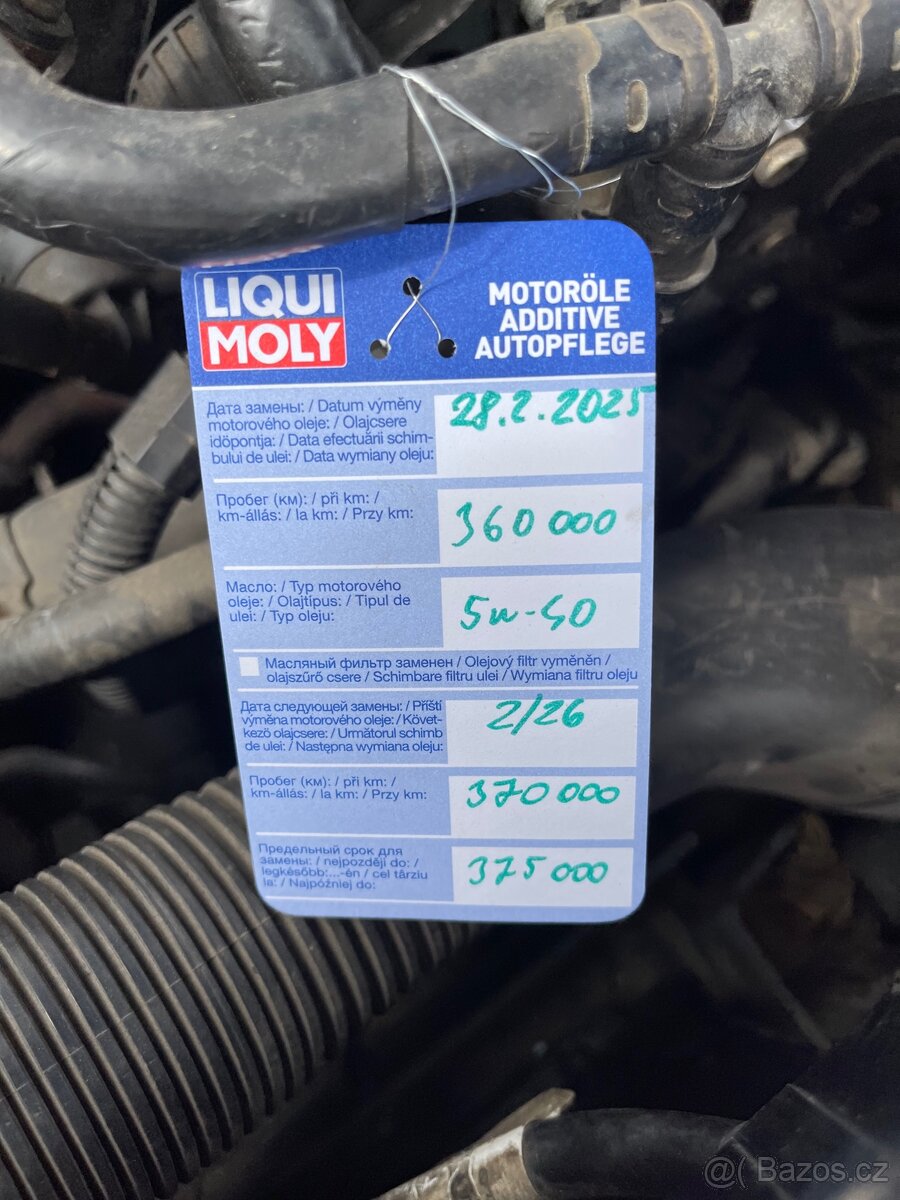 LIQUI
MOLY
MOTORÖLE
ADDITIVE
AUTOPFLEGE
Дата замены: / Datum výměny
motorového oleje: / Olajcsere
időpontja: / Data efectuării schim-
bului de ulei: / Data wymiany oleju:
28.2.2025
Пробег (км): / při km: /
km-állás: / la km: / Przy km:
360 000
Масло: / Typ motorového
oleje: / Olajtípus: / Tipul de
ulei: / Typ oleju:
5w-40
Масляный фильтр заменен / Olejový filtr vyměněn /
olajszűrő csere / Schimbare filtru ulei / Wymiana filtru oleju
Дата следующей замены: / Příští
výměna motorového oleje: / Követ-
kező olajcsere: / Următorul schimb
de ulei: / Następna wymiana oleju:
2/26
Пробег (км): / při km: /
km-állás: / la km: / Przy km:
370 000
Предельный срок для
замены: / nejpozději do: /
legkésőbb:...-én / cel târziu
la: / Najpóźniej do:
375 000
@( Bazos.cz